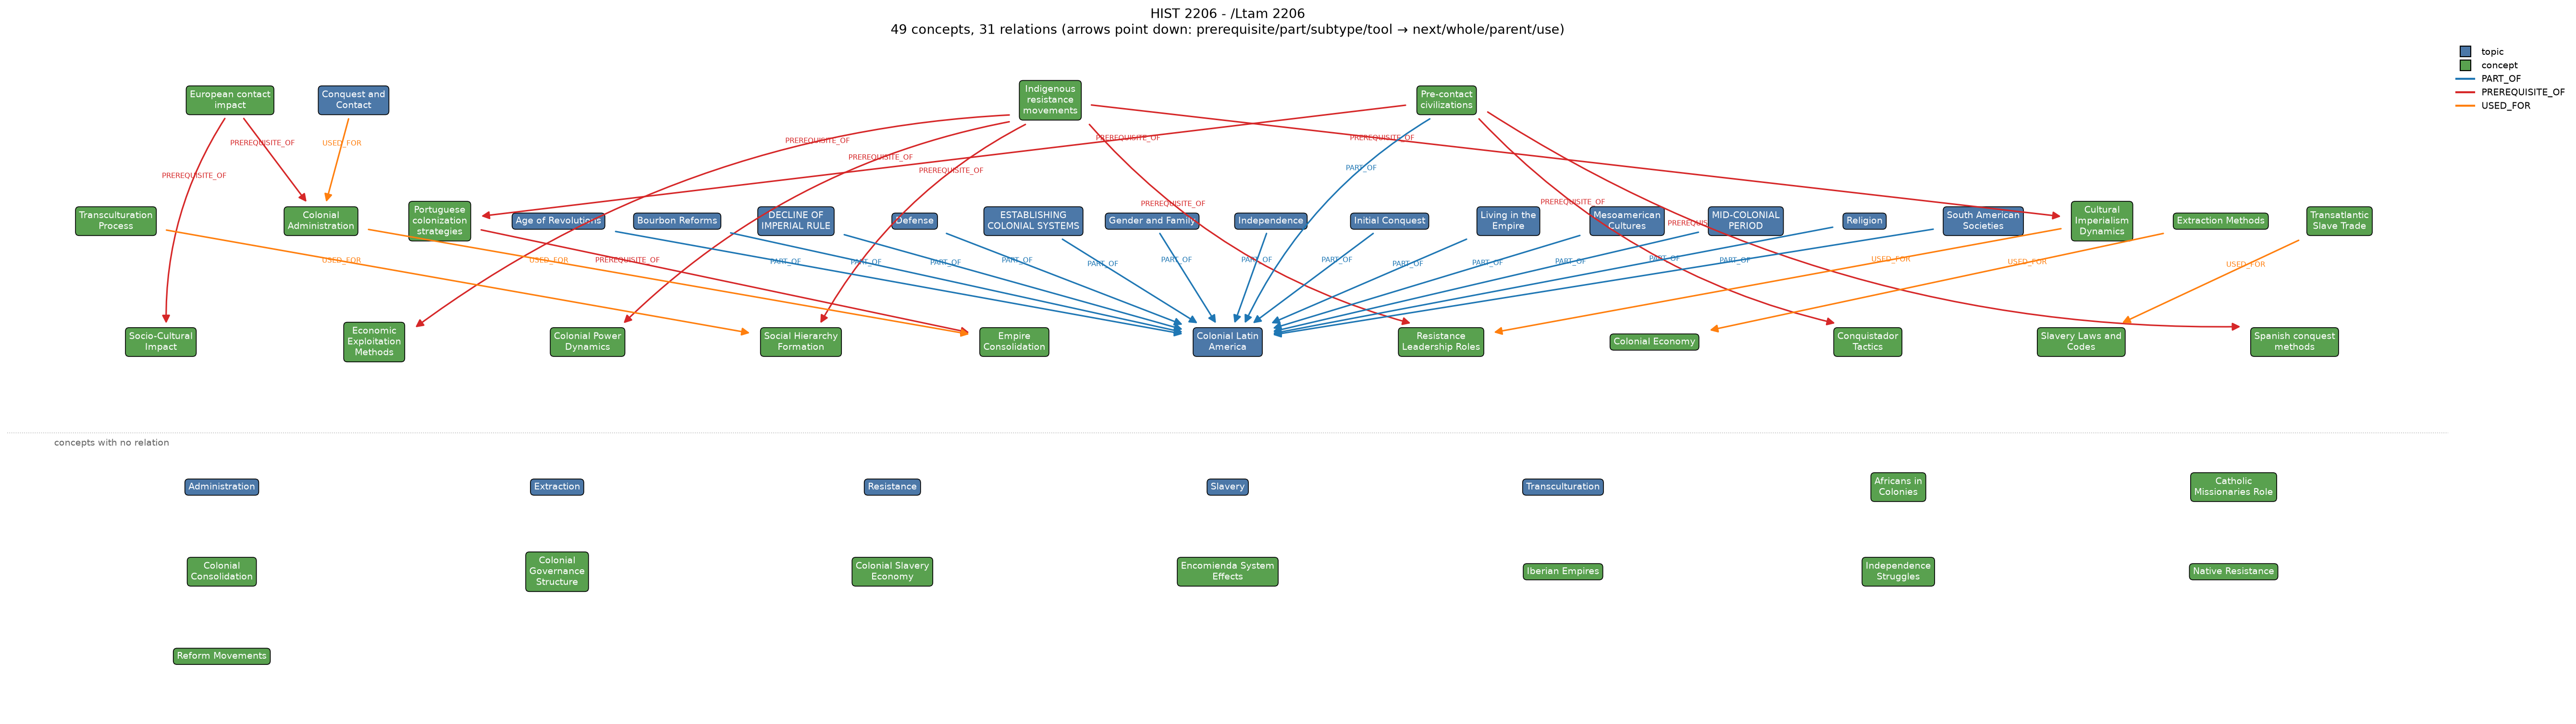 HIST 2206 - /Ltam 2206
49 concepts, 31 relations (arrows point down: prerequisite/part/subtype/tool → next/whole/parent/use)
topic
concept
PART_OF
PREREQUISITE_OF
USED_FOR
European contact
impact
Conquest and
Contact
Indigenous
resistance
movements
Pre-contact
civilizations
PREREQUISITE_OF
USED_FOR
PREREQUISITE_OF
PREREQUISITE_OF
PREREQUISITE_OF
PREREQUISITE_OF
PREREQUISITE_OF
PREREQUISITE_OF
PART_OF
PREREQUISITE_OF
PREREQUISITE_OF
PREREQUIS
Transculturation
Process
Colonial
Administration
Portuguese
colonization
strategies
Age of Revolutions
Bourbon Reforms
DECLINE OF
IMPERIAL RULE
Defense
ESTABLISHING
COLONIAL SYSTEMS
Gender and Family
Independence
Initial Conquest
Living in the
Empire
Mesoamerican
Cultures
MID-COLONIAL
PERIOD
Religion
South American
Societies
Cultural
Imperialism
Dynamics
Extraction Methods
Transatlantic
Slave Trade
USED_FOR
USED_FOR
PREREQUISITE_OF
PART_OF
PART_OF
PART_OF
PART_OF
PART_OF
PART_OF
PART_OF
PART_OF
PART_OF
PART_OF
PART_OF
PART_OF
PART_OF
USED_FOR
USED_FOR
USED_FOR
Socio-Cultural
Impact
Economic
Exploitation
Methods
Colonial Power
Dynamics
Social Hierarchy
Formation
Empire
Consolidation
Colonial Latin
America
Resistance
Leadership Roles
Colonial Economy
Conquistador
Tactics
Slavery Laws and
Codes
Spanish conquest
methods
concepts with no relation
Administration
Extraction
Resistance
Slavery
Transculturation
Africans in
Colonies
Catholic
Missionaries Role
Colonial
Consolidation
Colonial
Governance
Structure
Colonial Slavery
Economy
Encomienda System
Effects
Iberian Empires
Independence
Struggles
Native Resistance
Reform Movements